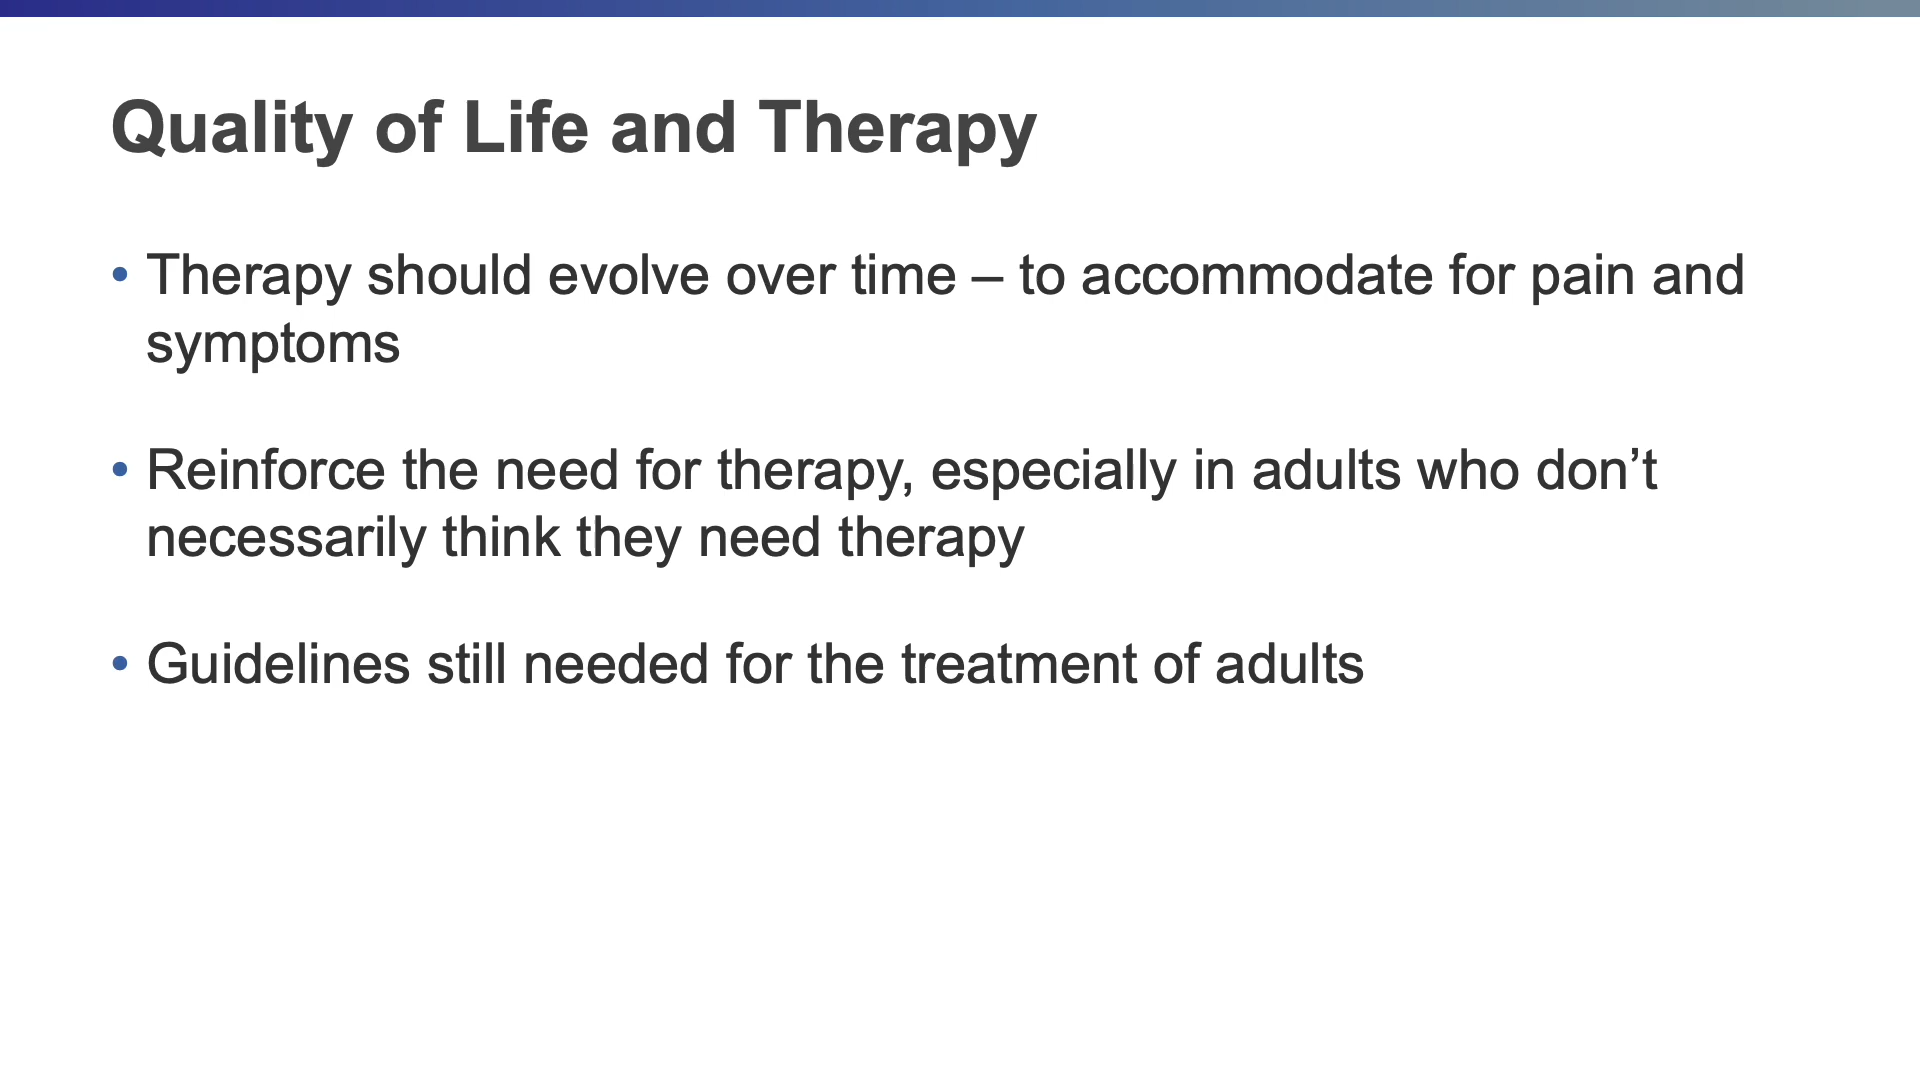 Quality of Life and Therapy
• Therapy should evolve over time – to accommodate for pain and
symptoms
• Reinforce the need for therapy, especially in adults who don’t
necessarily think they need therapy
• Guidelines still needed for the treatment of adults